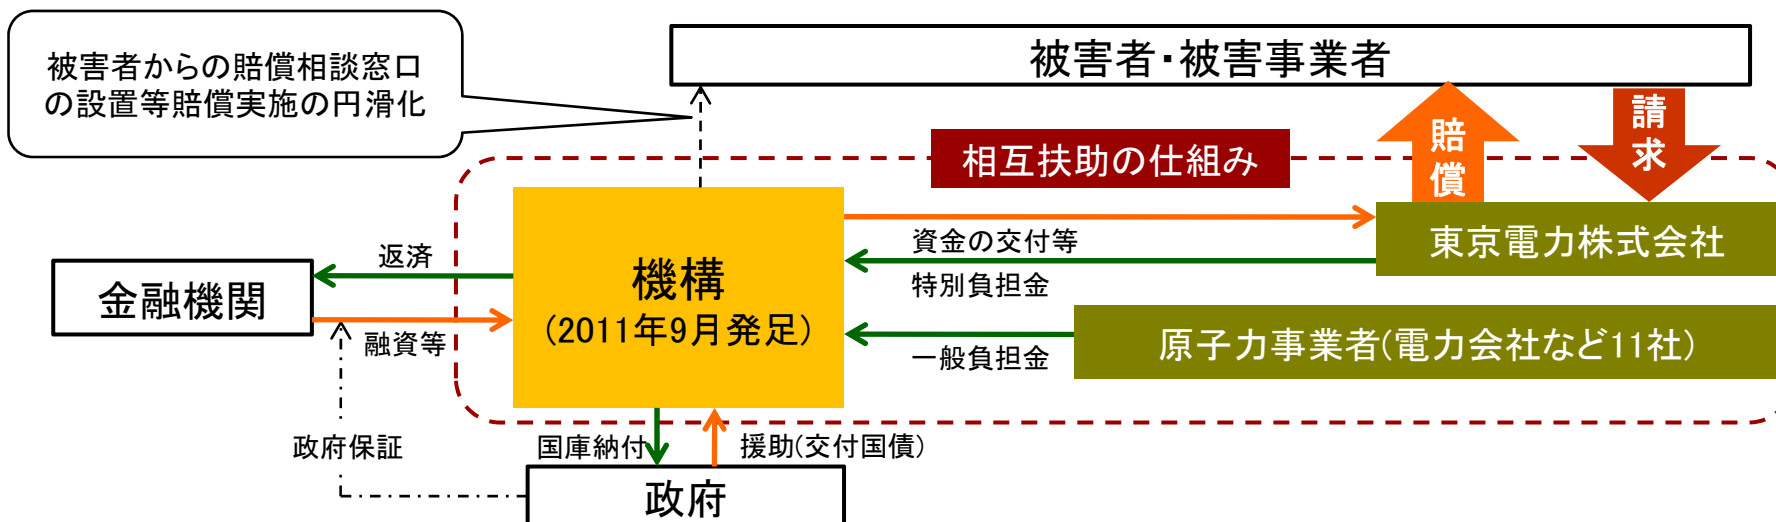 被害者からの賠償相談窓口
の設置等賠償実施の円滑化
被害者・被害事業者
賠償
請求
相互扶助の仕組み
機構
(2011年9月発足)
東京電力株式会社
資金の交付等
特別負担金
返済
金融機関
融資等
原子力事業者(電力会社など11社)
一般負担金
政府保証
国庫納付
援助(交付国債)
政府